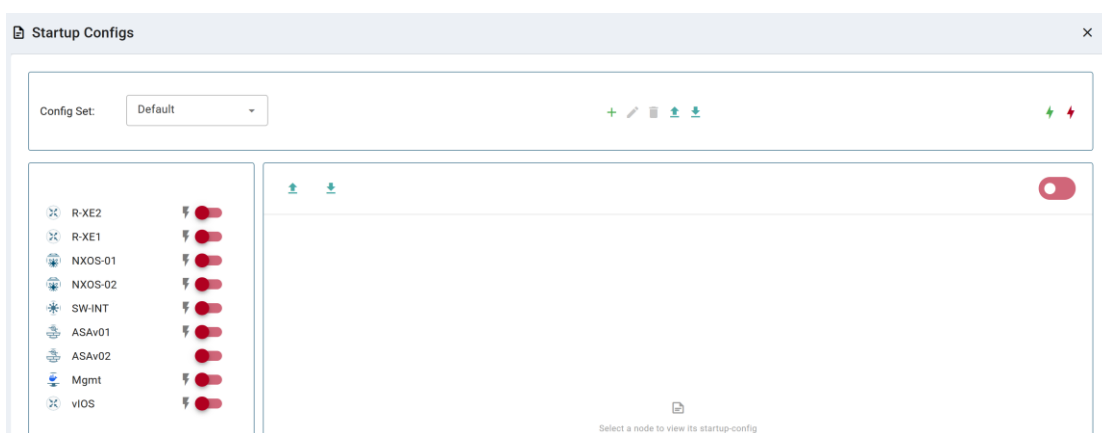 Startup Configs
Config Set:
Default
R-XE2
R-XE1
NXOS-01
NXOS-02
SW-INT
ASAv01
ASAv02
Mgmt
vIOS
Select a node to view its startup-config